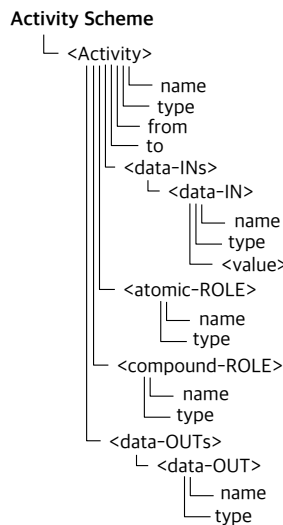 Activity Scheme
<Activity>
name
type
from
to
<data-INs>
<data-IN>
name
type
<value>
<atomic-ROLE>
name
type
<compound-ROLE>
name
type
<data-OUTs>
<data-OUT>
name
type